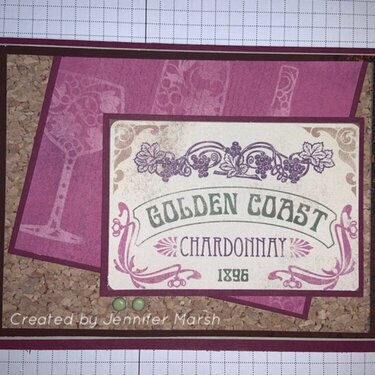 GOLDEN COAST
CHARDONNAY
1896
Created by Jennifer Marsh